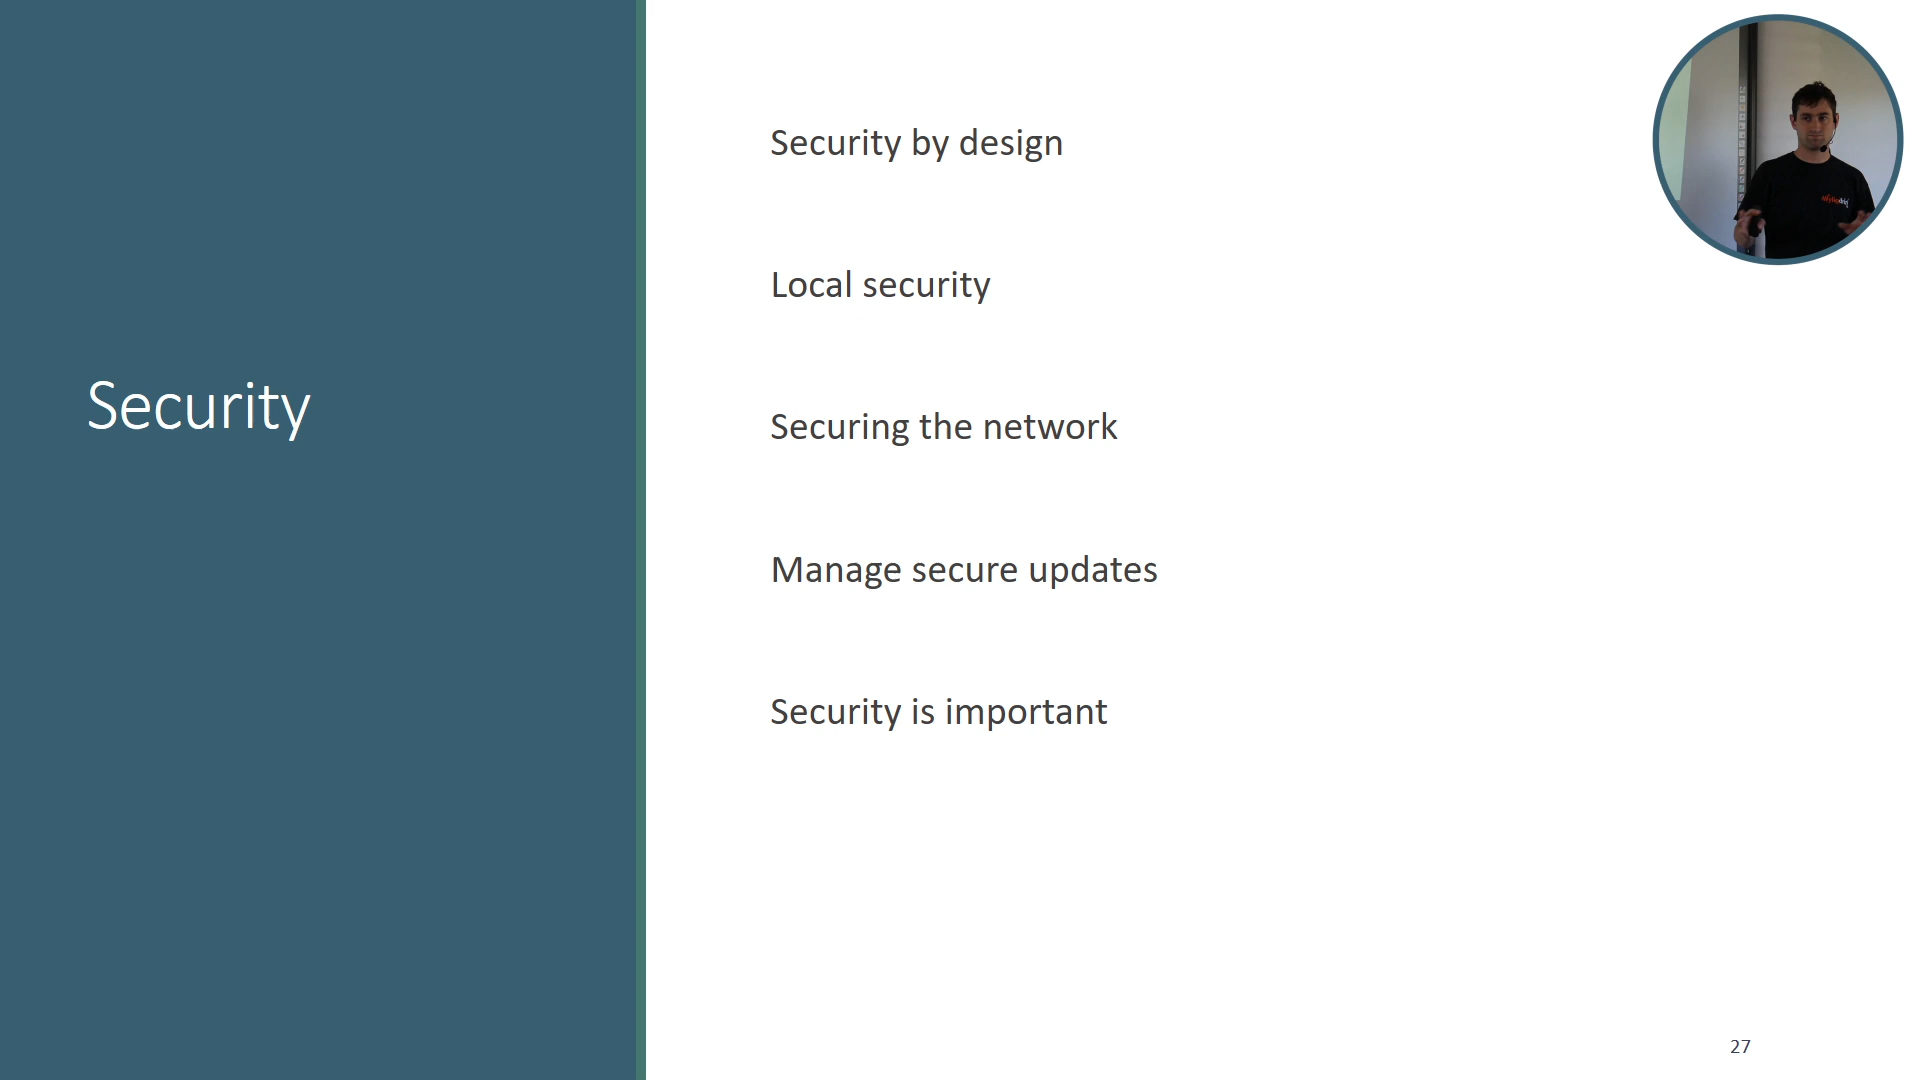 Security
Security by design
Local security
Securing the network
Manage secure updates
Security is important
27